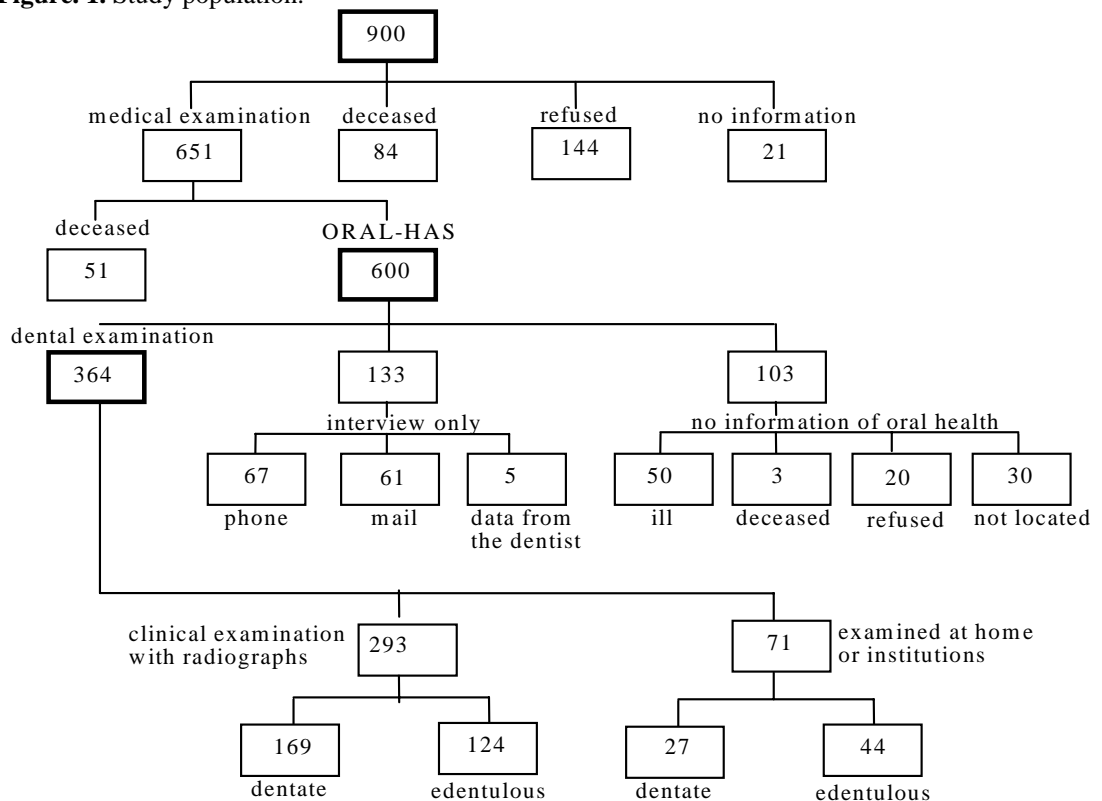 Figure. 1. Study population.
900
medical examination deceased refused no information
651 84 144 21
deceased ORAL-HAS
51 600
dental examination
364 133 103
interview only no information of oral health
67 61 5 50 3 20 30
phone mail data from the dentist ill deceased refused not located
clinical examination with radiographs 293 71 examined at home or institutions
169 124 27 44
dentate edentulous dentate edentulous